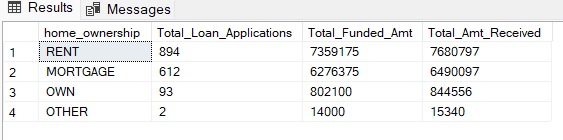 Results Messages
home_ownership Total_Loan_Applications Total_Funded_Amt Total_Amt_Received
1 RENT 894 7359175 7680797
2 MORTGAGE 612 6276375 6490097
3 OWN 93 802100 844556
4 OTHER 2 14000 15340